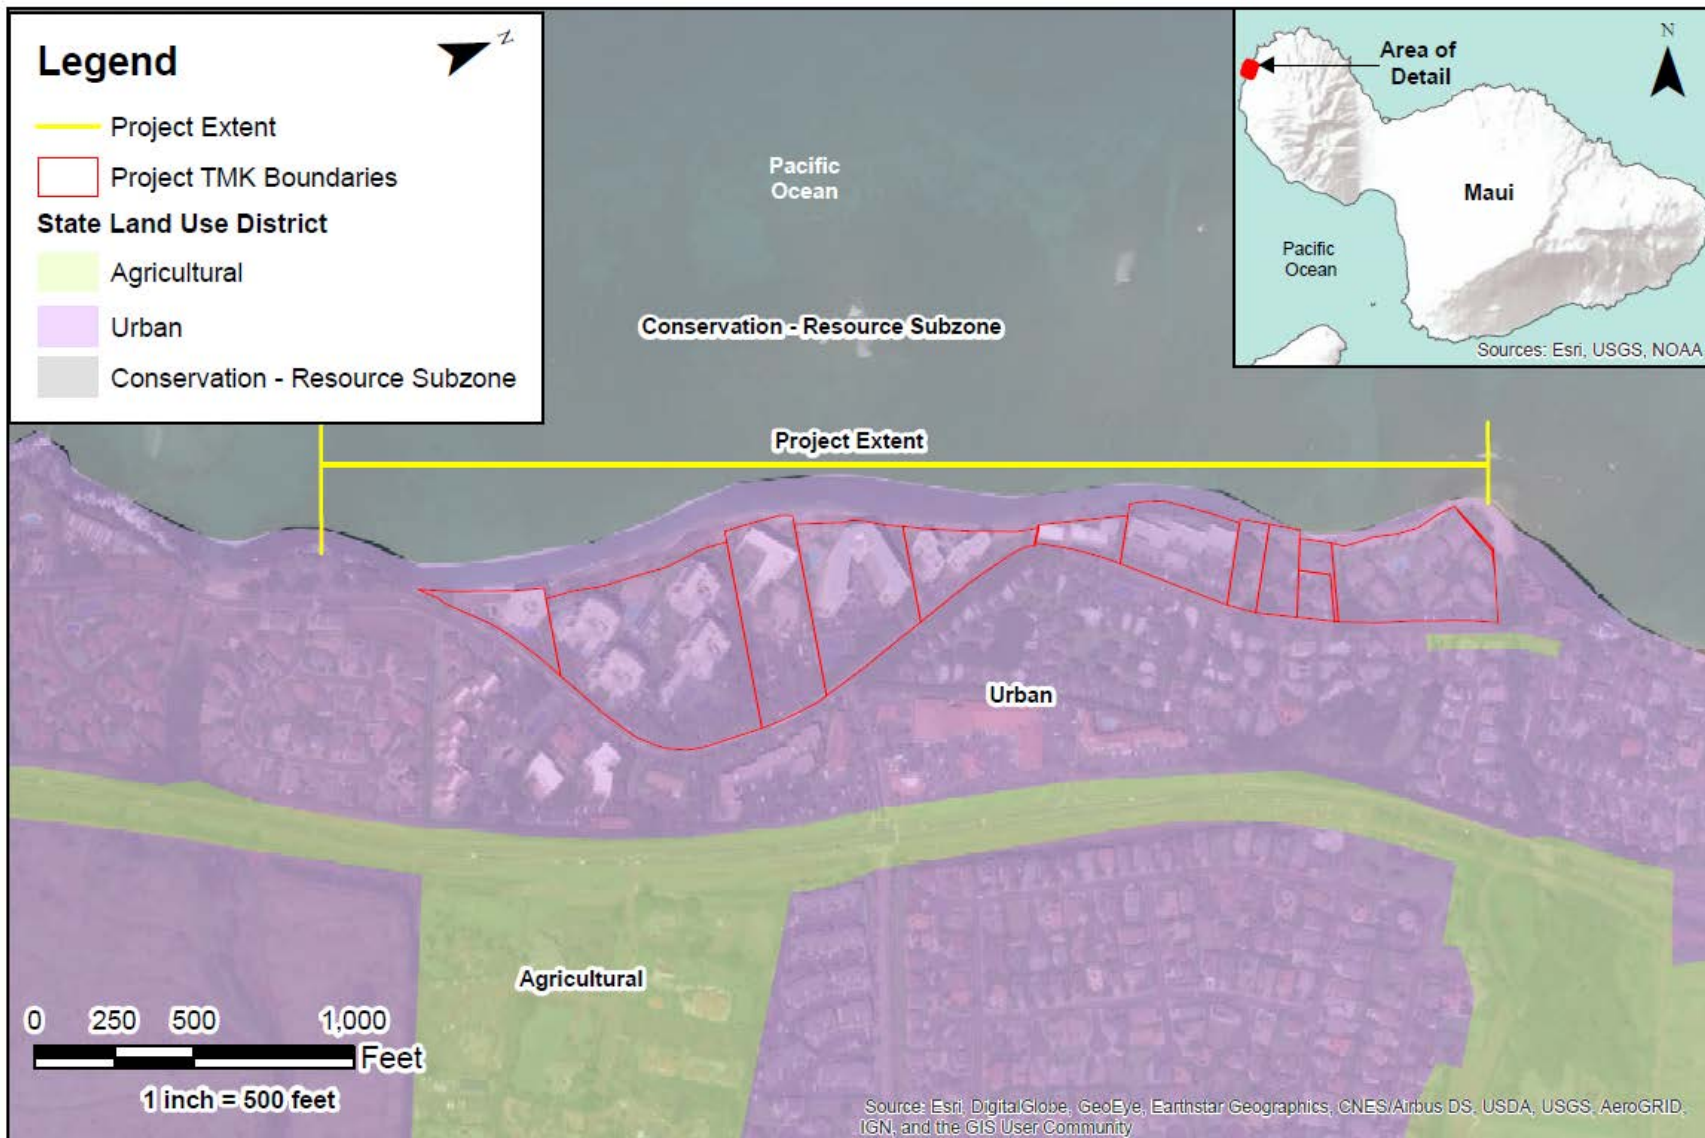 Legend
N
Project Extent
Project TMK Boundaries
State Land Use District
Agricultural
Urban
Conservation - Resource Subzone
N
Area of
Detail
Maui
Pacific
Ocean
Sources: Esri, USGS, NOAA
Pacific
Ocean
Conservation - Resource Subzone
Project Extent
Urban
Agricultural
0 250 500 1,000
Feet
1 inch = 500 feet
Source: Esri, DigitalGlobe, GeoEye, Earthstar Geographics, CNES/Airbus DS, USDA, USGS, AeroGRID,
IGN, and the GIS User Community